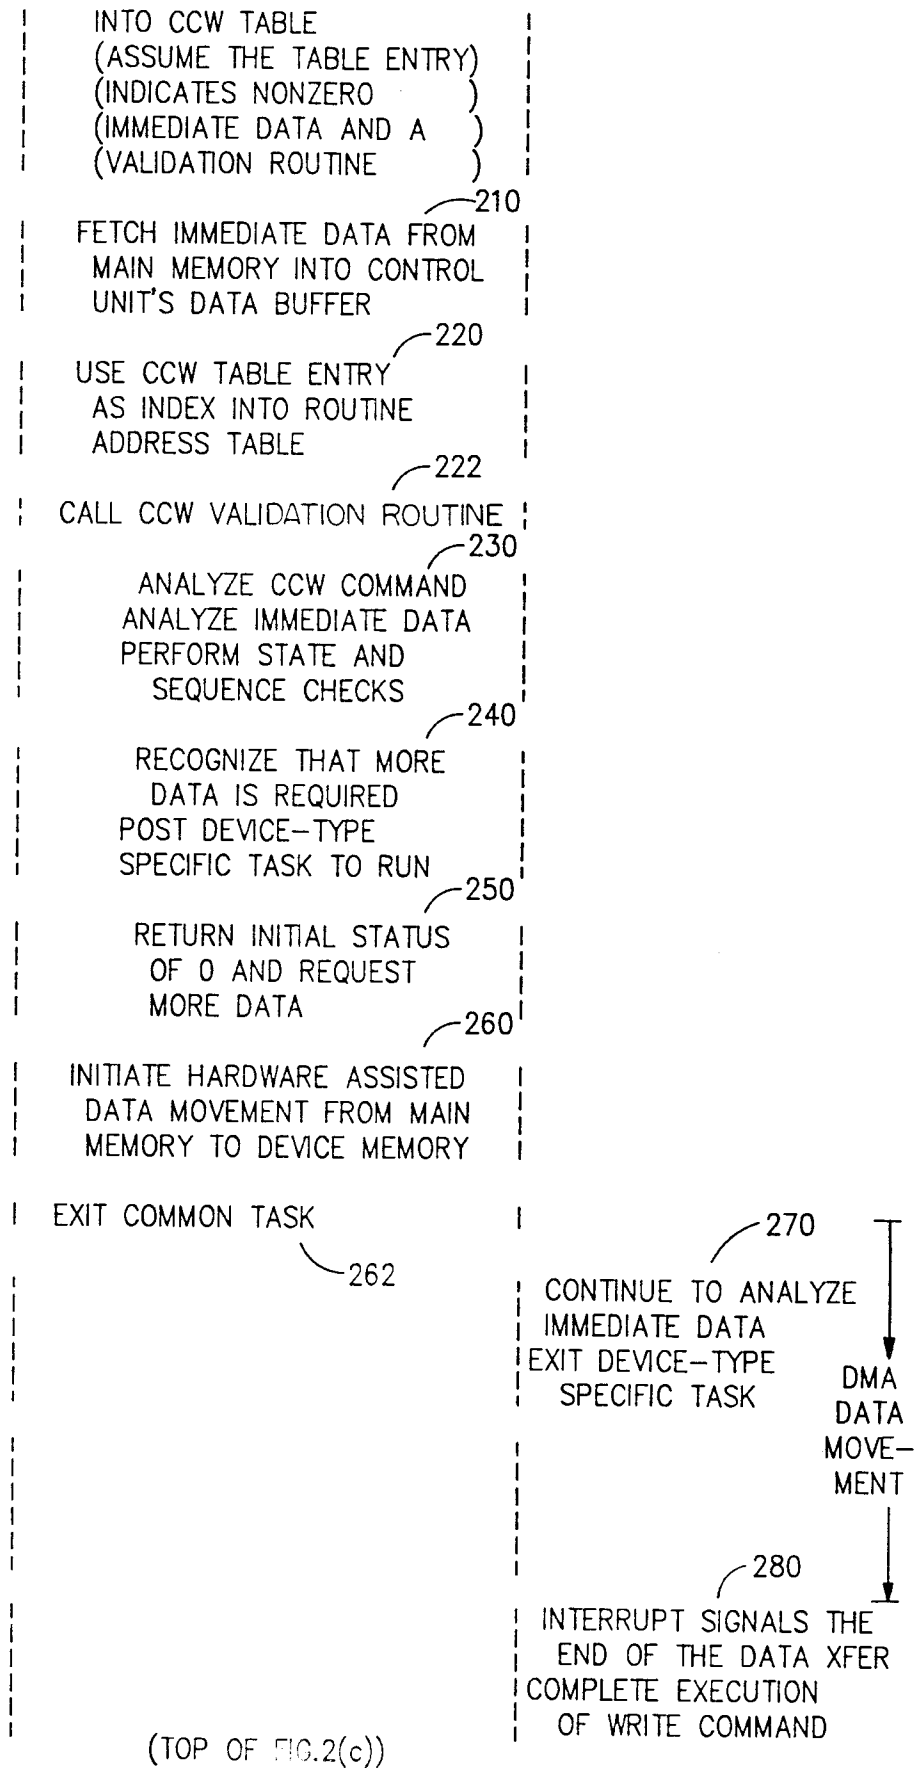 INTO CCW TABLE
(ASSUME THE TABLE ENTRY)
(INDICATES NONZERO )
(IMMEDIATE DATA AND A )
(VALIDATION ROUTINE )
210
FETCH IMMEDIATE DATA FROM
MAIN MEMORY INTO CONTROL
UNIT'S DATA BUFFER
220
USE CCW TABLE ENTRY
AS INDEX INTO ROUTINE
ADDRESS TABLE
222
CALL CCW VALIDATION ROUTINE
230
ANALYZE CCW COMMAND
ANALYZE IMMEDIATE DATA
PERFORM STATE AND
SEQUENCE CHECKS
240
RECOGNIZE THAT MORE
DATA IS REQUIRED
POST DEVICE-TYPE
SPECIFIC TASK TO RUN
250
RETURN INITIAL STATUS
OF 0 AND REQUEST
MORE DATA
260
INITIATE HARDWARE ASSISTED
DATA MOVEMENT FROM MAIN
MEMORY TO DEVICE MEMORY
EXIT COMMON TASK
262
270
CONTINUE TO ANALYZE
IMMEDIATE DATA
EXIT DEVICE-TYPE
SPECIFIC TASK
DMA
DATA
MOVE-
MENT
280
INTERRUPT SIGNALS THE
END OF THE DATA XFER
COMPLETE EXECUTION
OF WRITE COMMAND
(TOP OF FIG.2(c))